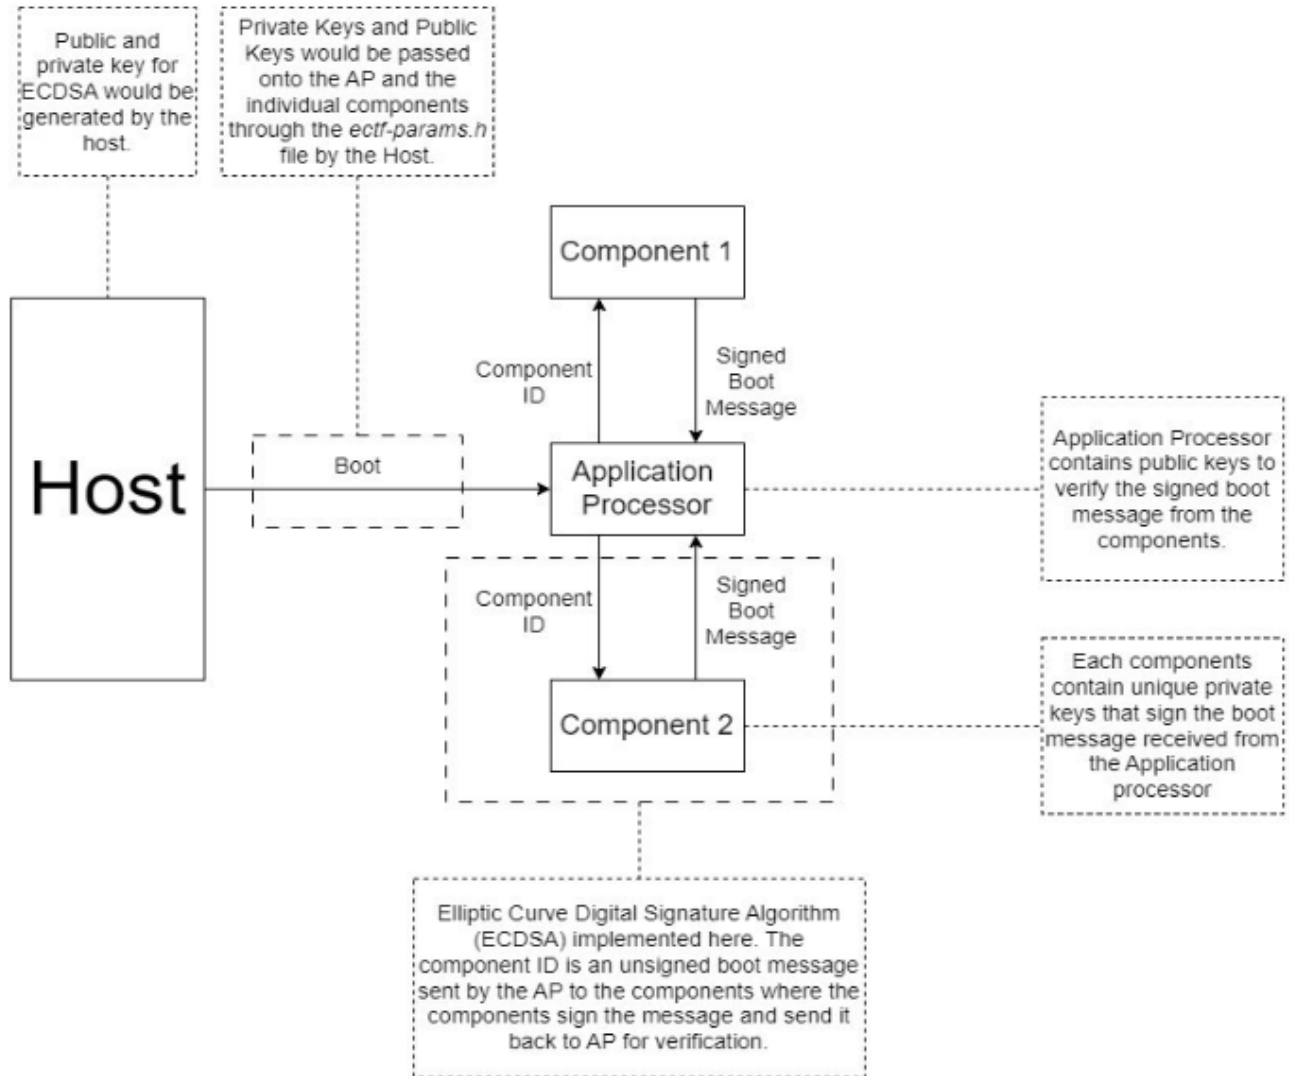 Public and
private key for
ECDSA would be
generated by the
host.
Private Keys and Public
Keys would be passed
onto the AP and the
individual components
through the ectf-params.h
file by the Host.
Component 1
Component
ID
Signed
Boot
Message
Host
Boot
Application
Processor
Application Processor
contains public keys to
verify the signed boot
message from the
components.
Component
ID
Signed
Boot
Message
Component 2
Each components
contain unique private
keys that sign the boot
message received from
the Application
processor
Elliptic Curve Digital Signature Algorithm
(ECDSA) implemented here. The
component ID is an unsigned boot message
sent by the AP to the components where the
components sign the message and send it
back to AP for verification.